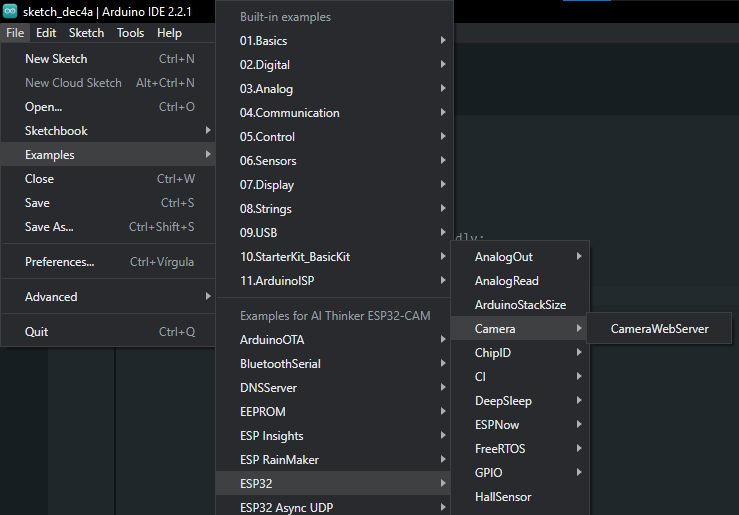 sketch_dec4a | Arduino IDE 2.2.1
File Edit Sketch Tools Help
New Sketch Ctrl+N
New Cloud Sketch Alt+Ctrl+N
Open... Ctrl+O
Sketchbook
Examples
Close Ctrl+W
Save Ctrl+S
Save As... Ctrl+Shift+S
Preferences... Ctrl+Vírgula
Advanced
Quit Ctrl+Q
Built-in examples
01.Basics
02.Digital
03.Analog
04.Communication
05.Control
06.Sensors
07.Display
08.Strings
09.USB
10.StarterKit_BasicKit
11.ArduinoISP
Examples for AI Thinker ESP32-CAM
ArduinoOTA
BluetoothSerial
DNSServer
EEPROM
ESP Insights
ESP RainMaker
ESP32
ESP32 Async UDP
dly:
AnalogOut
AnalogRead
ArduinoStackSize
Camera
ChipID
CI
DeepSleep
ESPNow
FreeRTOS
GPIO
HallSensor
CameraWebServer